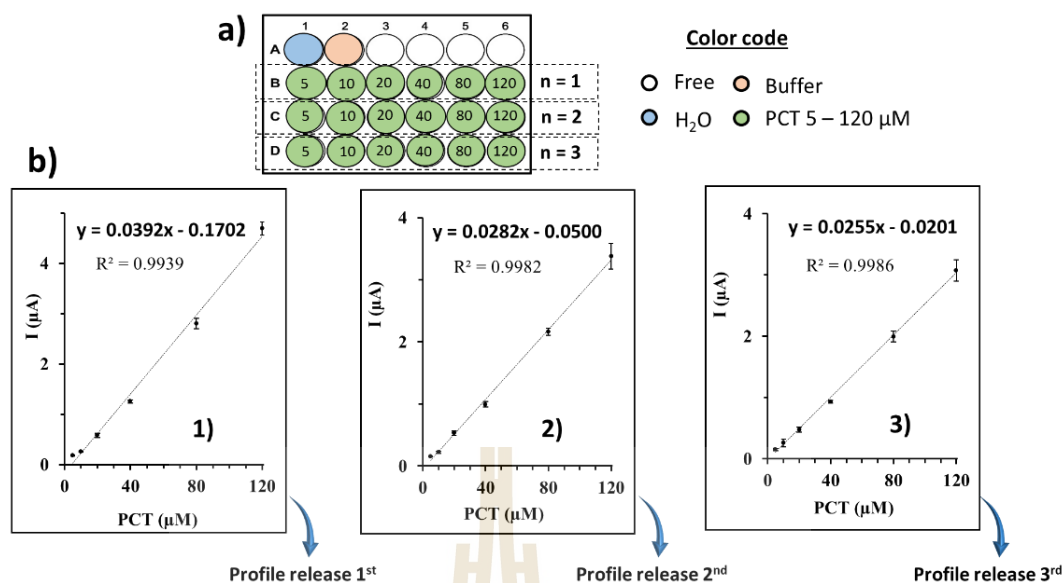 a)
1 2 3 4 5 6
Color code
A
Free
Buffer
H₂O
PCT 5 – 120 µM
B 5 10 20 40 80 120 n = 1
C 5 10 20 40 80 120 n = 2
D 5 10 20 40 80 120 n = 3
b)
y = 0.0392x - 0.1702
R² = 0.9939
I (µA)
4
2
0
0 40 80 120
PCT (µM)
1)
Profile release 1st
y = 0.0282x - 0.0500
R² = 0.9982
I (µA)
4
2
0
0 40 80 120
PCT (µM)
2)
Profile release 2nd
y = 0.0255x - 0.0201
R² = 0.9986
I (µA)
4
2
0
0 40 80 120
PCT (µM)
3)
Profile release 3rd